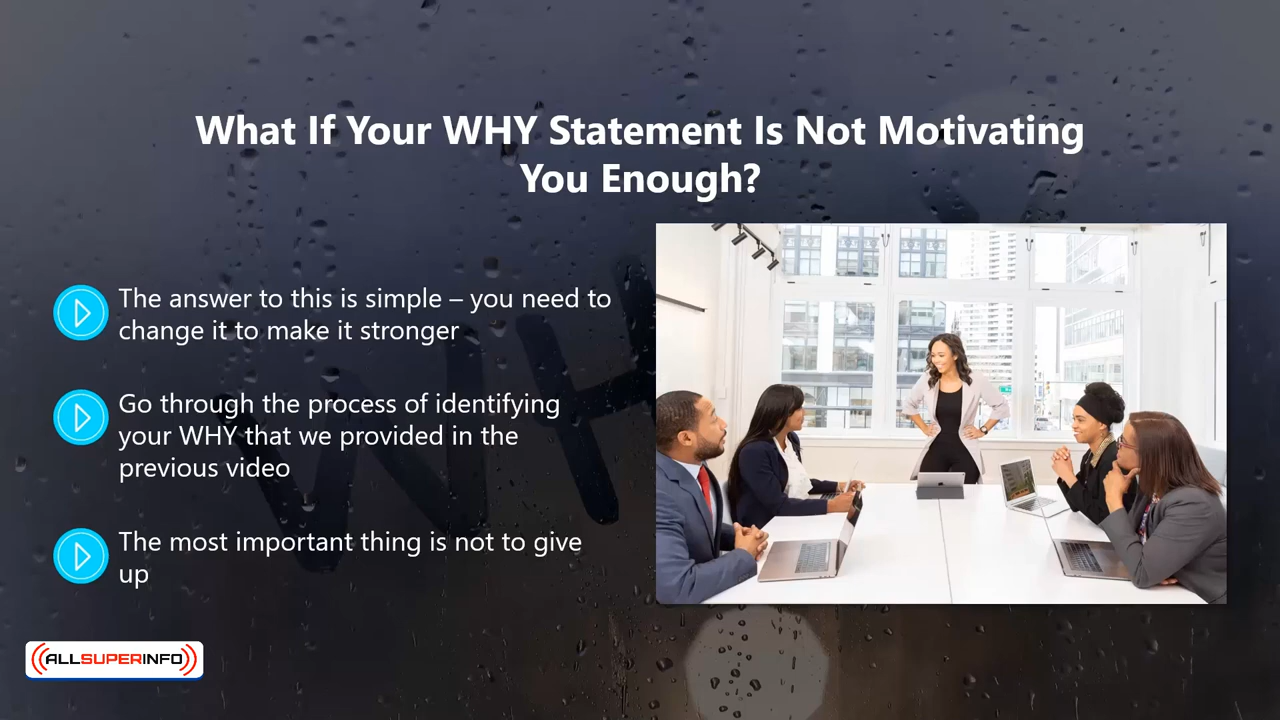 What If Your WHY Statement Is Not Motivating
You Enough?
The answer to this is simple – you need to
change it to make it stronger
Go through the process of identifying
your WHY that we provided in the
previous video
The most important thing is not to give
up
WHY
ALLSUPERINFO